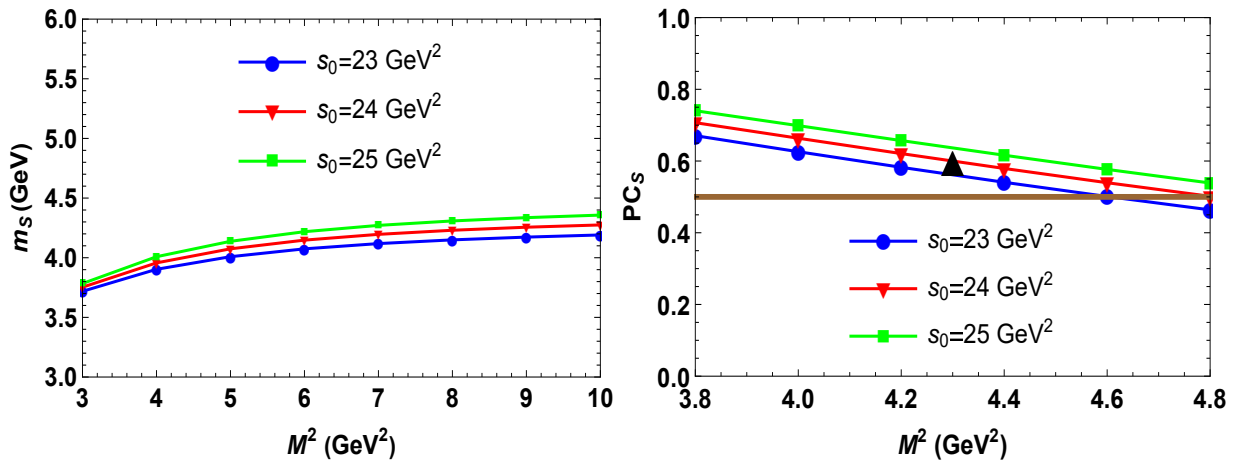 6.0
5.5
5.0
4.5
4.0
3.5
3.0
m_S (GeV)
s₀=23 GeV²
s₀=24 GeV²
s₀=25 GeV²
3 4 5 6 7 8 9 10
M² (GeV²)
1.0
0.8
0.6
0.4
0.2
0.0
PC_S
s₀=23 GeV²
s₀=24 GeV²
s₀=25 GeV²
3.8 4.0 4.2 4.4 4.6 4.8
M² (GeV²)